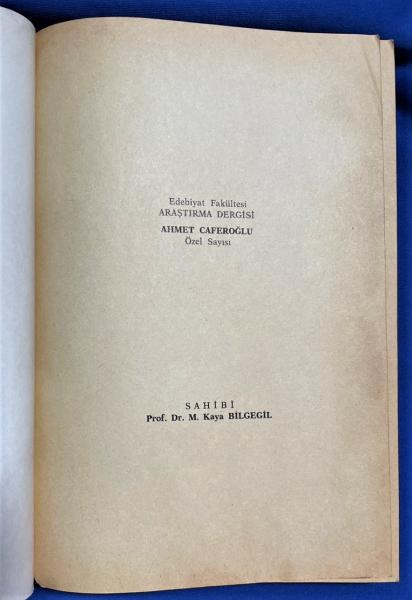 Edebiyat Fakültesi
ARAŞTIRMA DERGİSİ
AHMET CAFEROĞLU
Özel Sayısı
SAHİBİ
Prof. Dr. M. Kaya BİLGEGİL